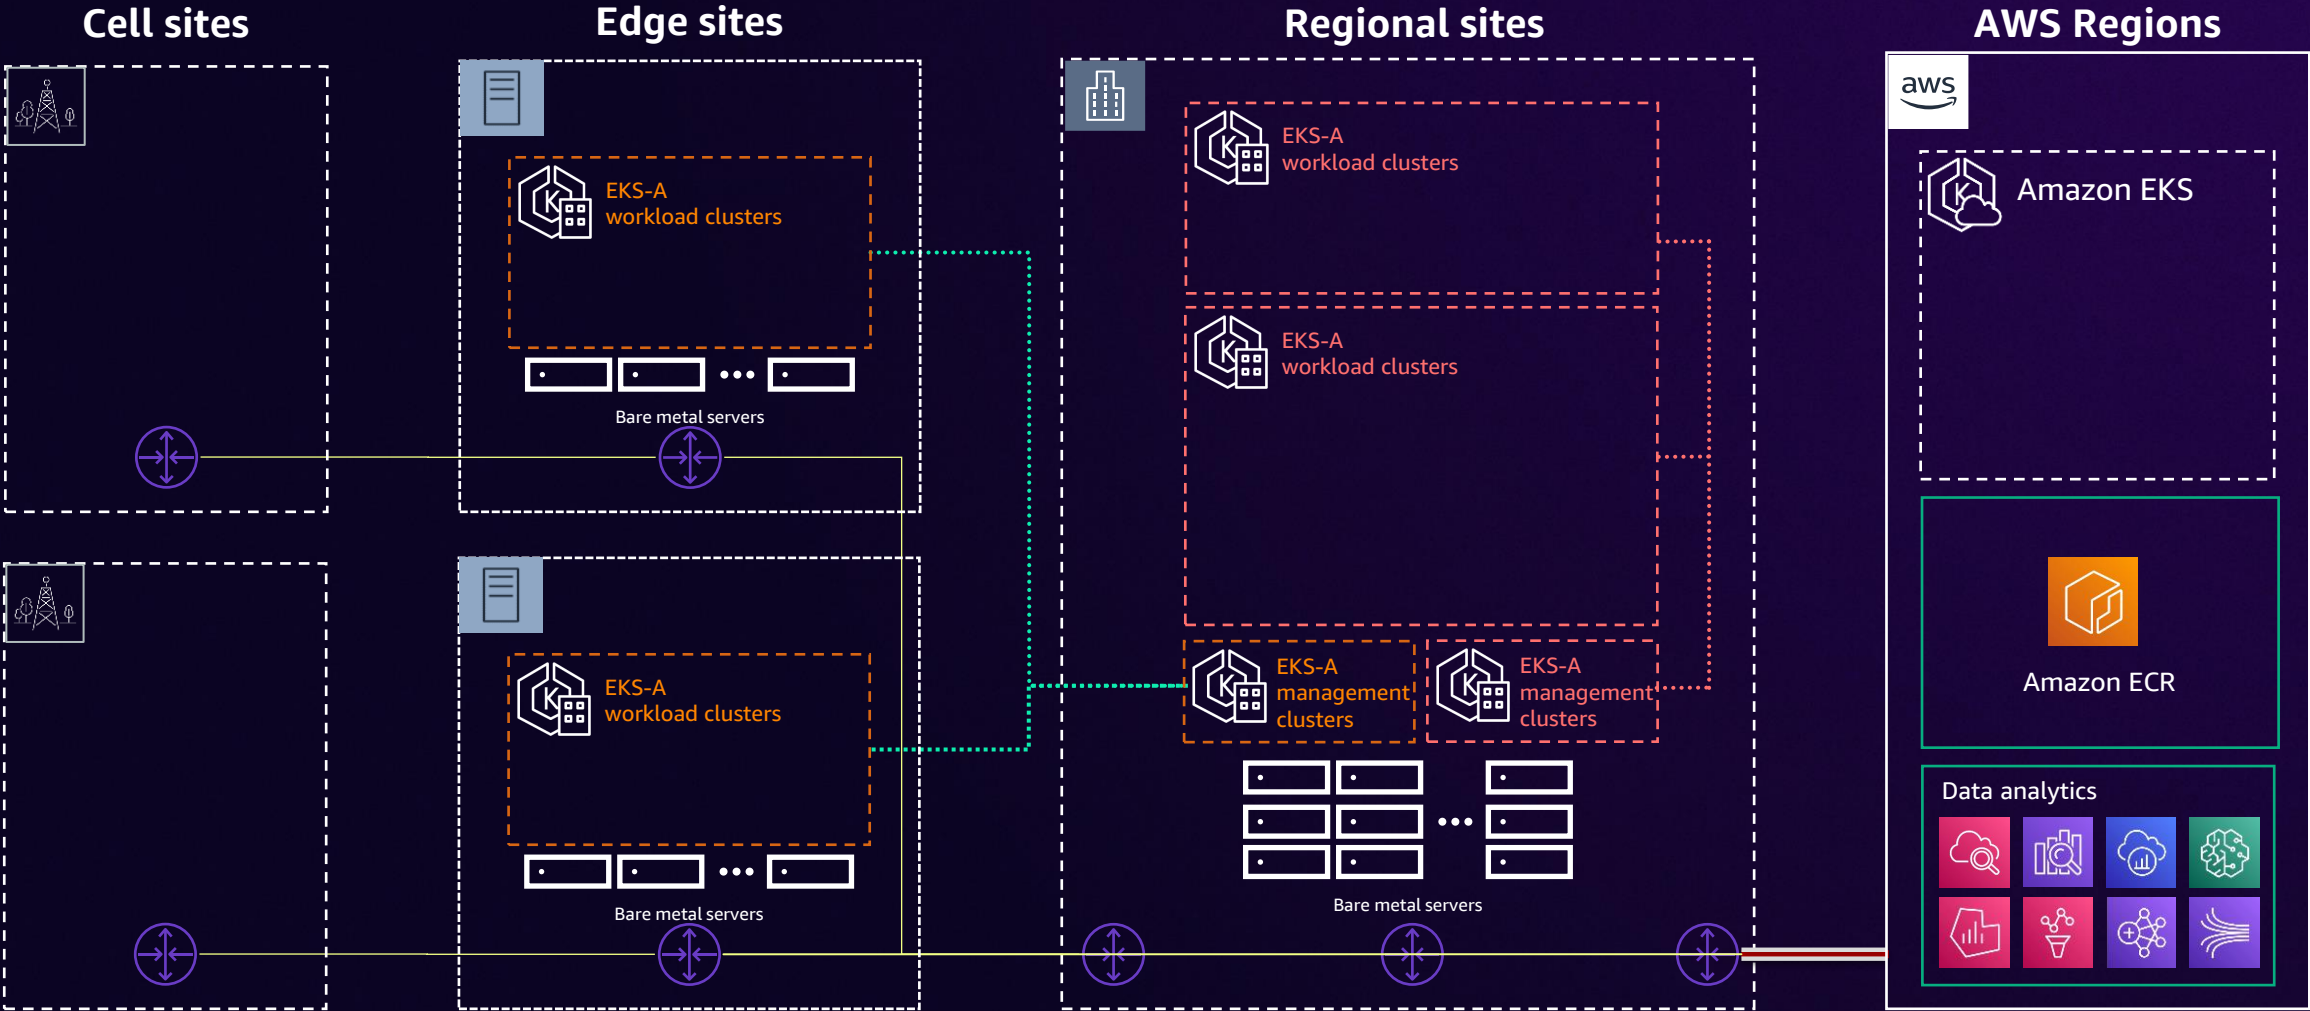 Cell sites
Edge sites
Regional sites
AWS Regions
aws
EKS-A
workload clusters
Bare metal servers
EKS-A
workload clusters
Bare metal servers
EKS-A
workload clusters
EKS-A
workload clusters
EKS-A
management
clusters
EKS-A
management
clusters
Bare metal servers
Amazon EKS
Amazon ECR
Data analytics